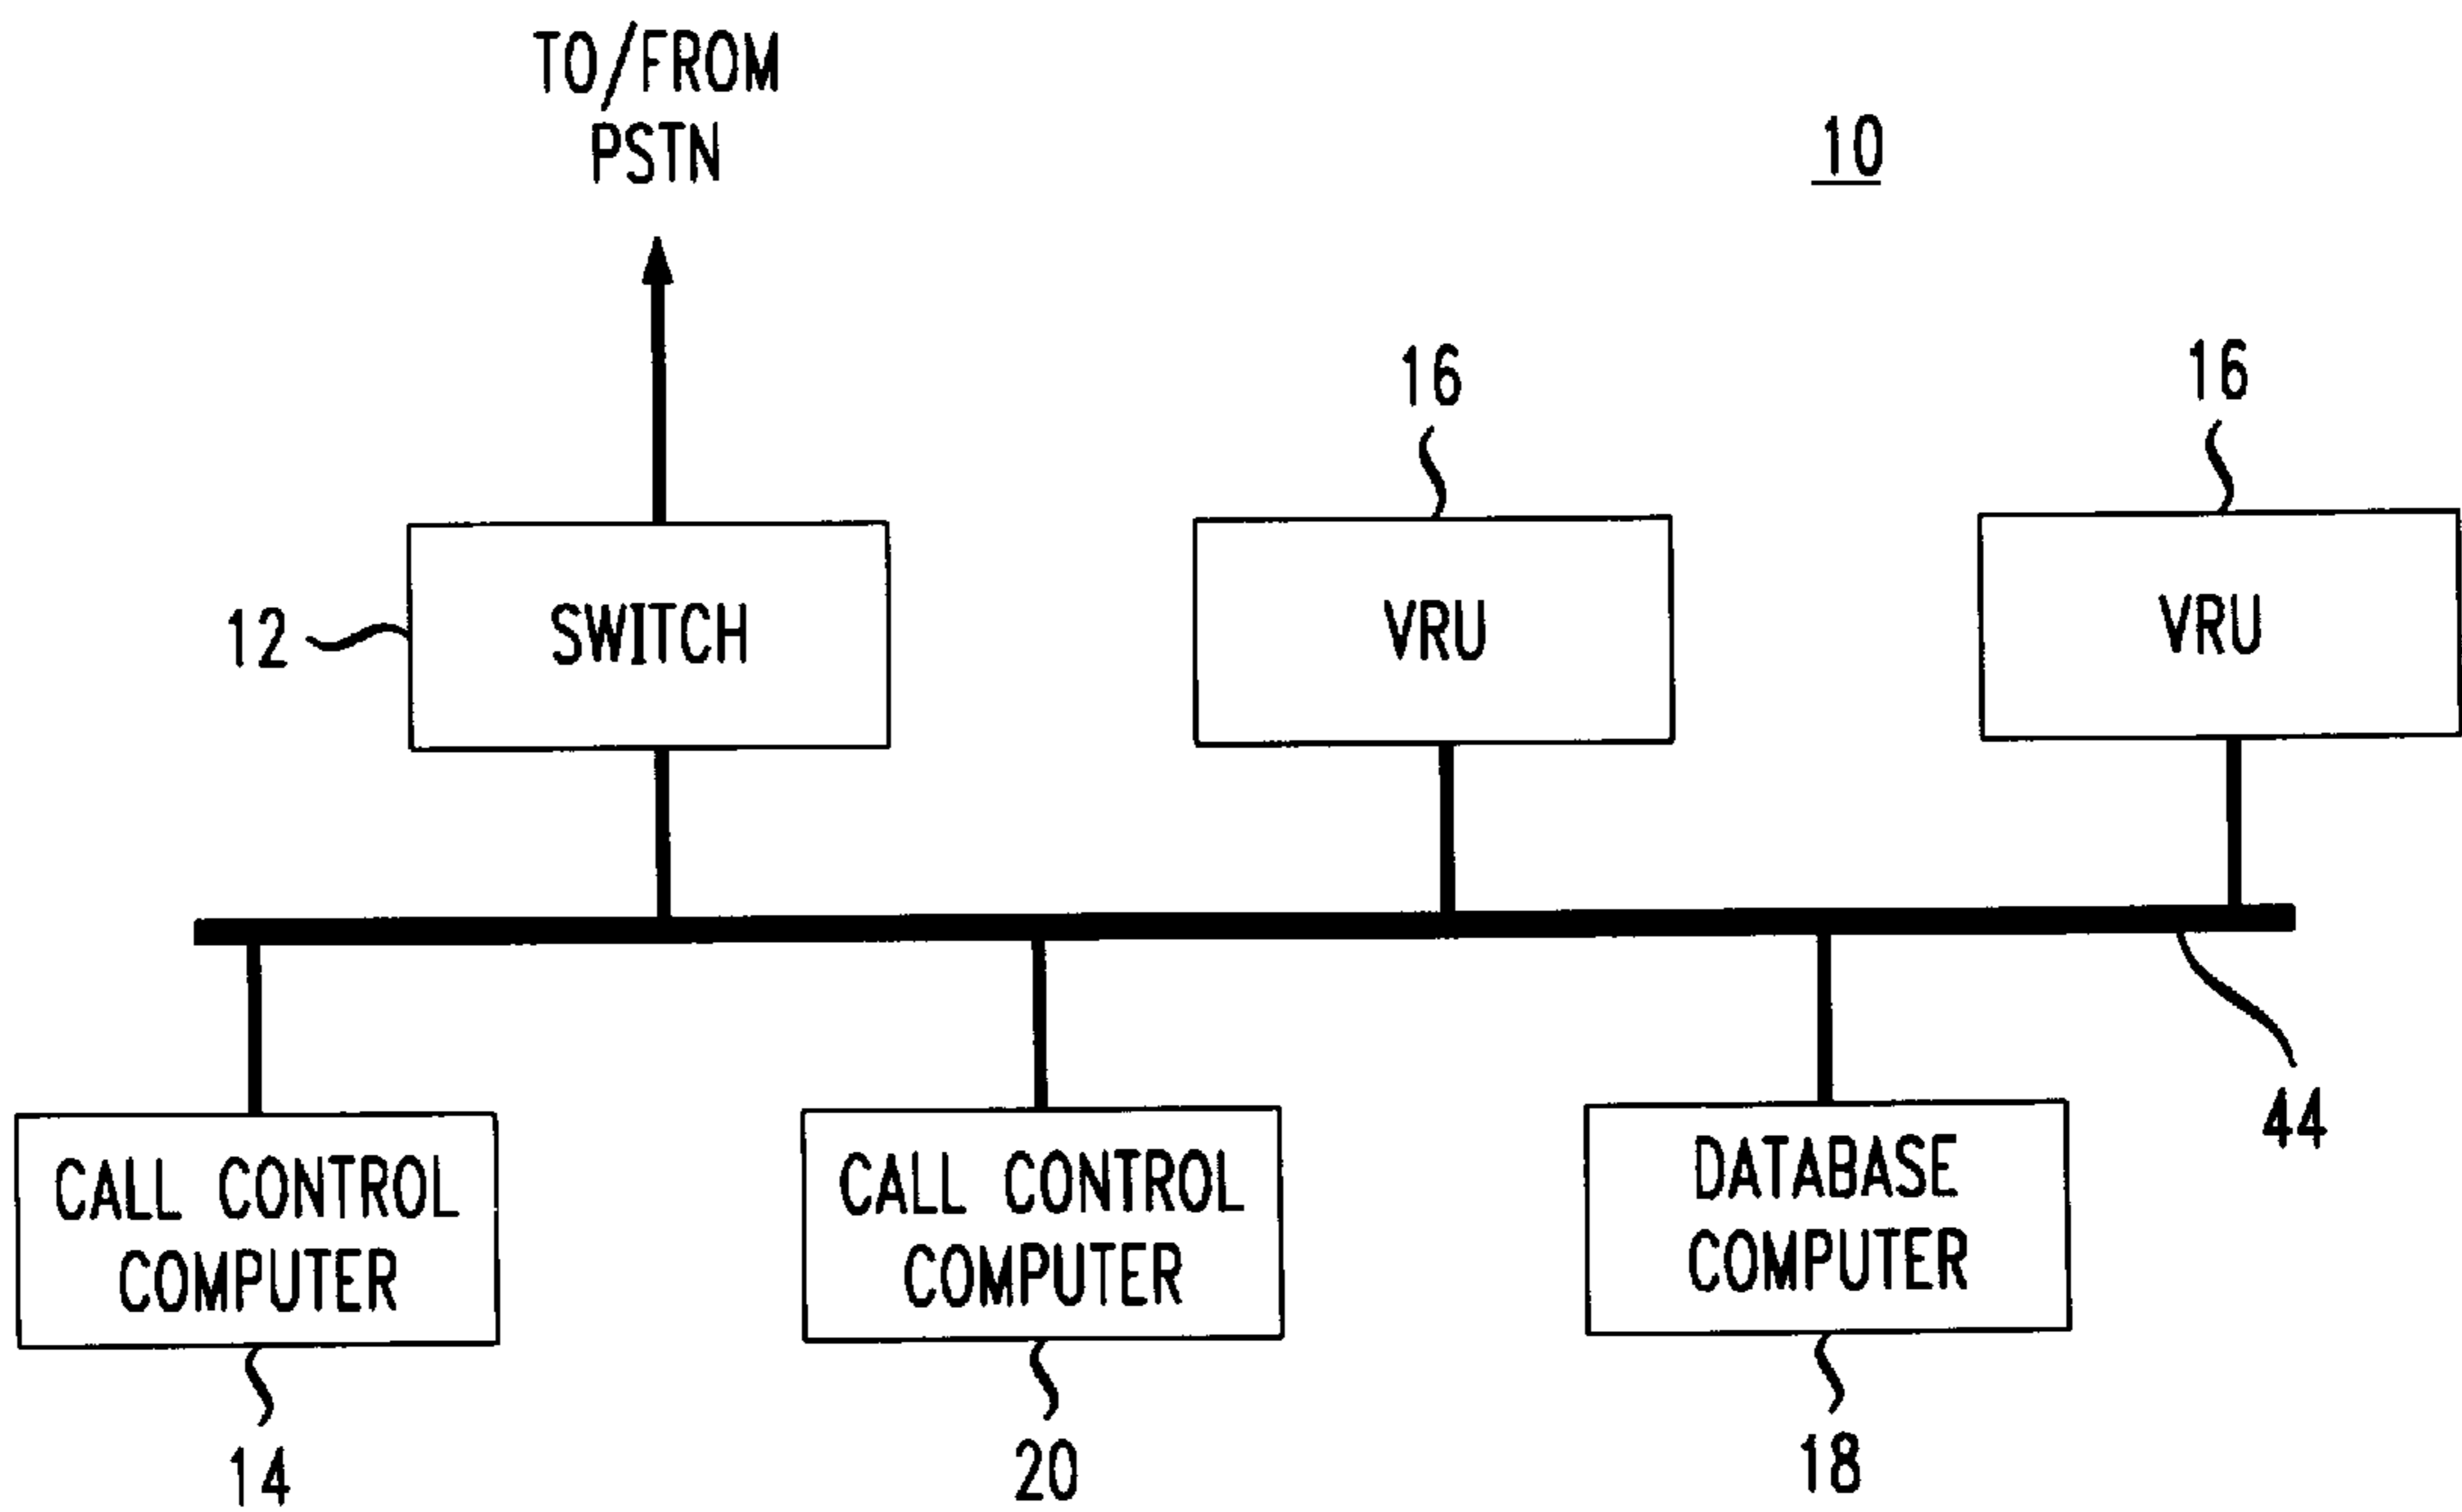 TO/FROM
PSTN
10
16
16
12
SWITCH
VRU
VRU
44
CALL CONTROL
COMPUTER
CALL CONTROL
COMPUTER
DATABASE
COMPUTER
14
20
18